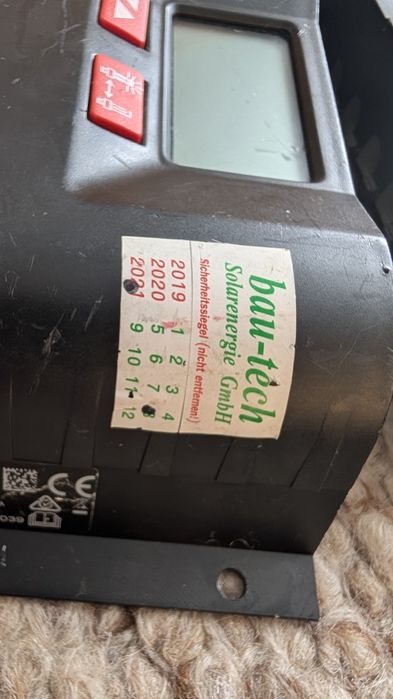 bau-tech
Solarenergie GmbH
Sicherheitssiegel (nicht entfernen!)
2019 1 2 3 4
2020 5 6 7
2021 9 10 11 12
CE
039